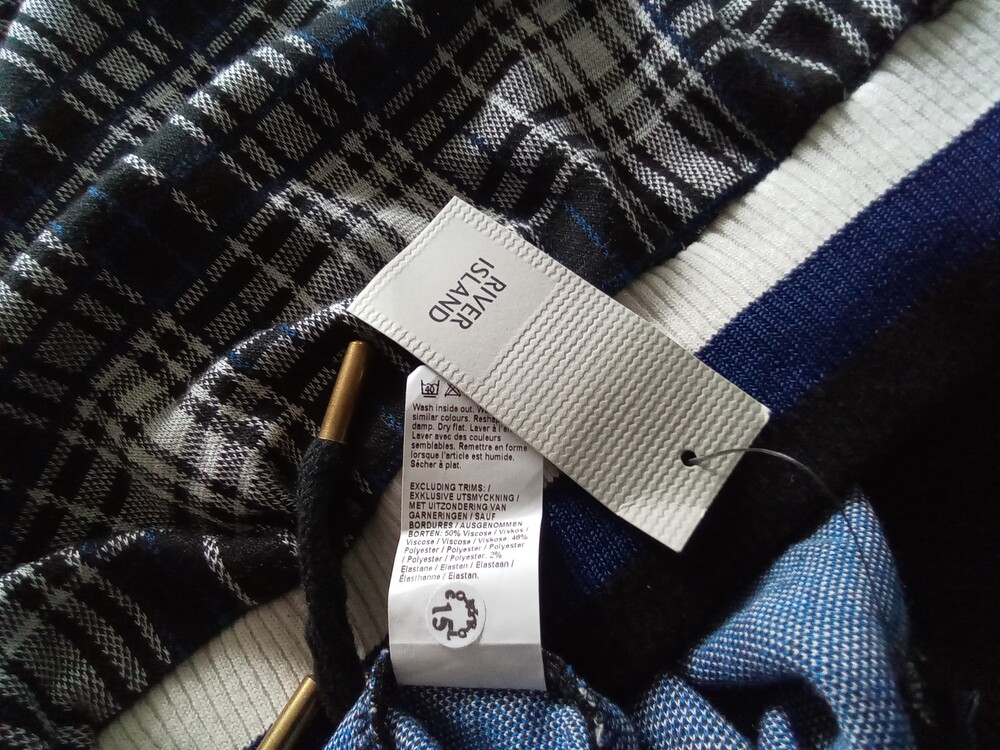 RIVER
ISLAND
40
Wash inside out.
similar colours.
damp. Dry flat. Laver à
Laver avec des couleurs
semblables. Remettre en forme
lorsque l'article est humide.
Sécher à plat.
EXCLUDING TRIMS: /
EXKLUSIVE UTSMYCKNING /
MET UITZONDERING VAN
GARNERINGEN / SAUF
BORDURES / AUSGENOMMEN
BORTEN: 50% Viscose / Viskos /
Viscose / Viscose / Viskose. 48%
Polyester / Polyester / Polyester
/ Polyester / Polyester. 2%
Elastane / Elastan / Elastaan /
Élasthanne / Elastan.
15